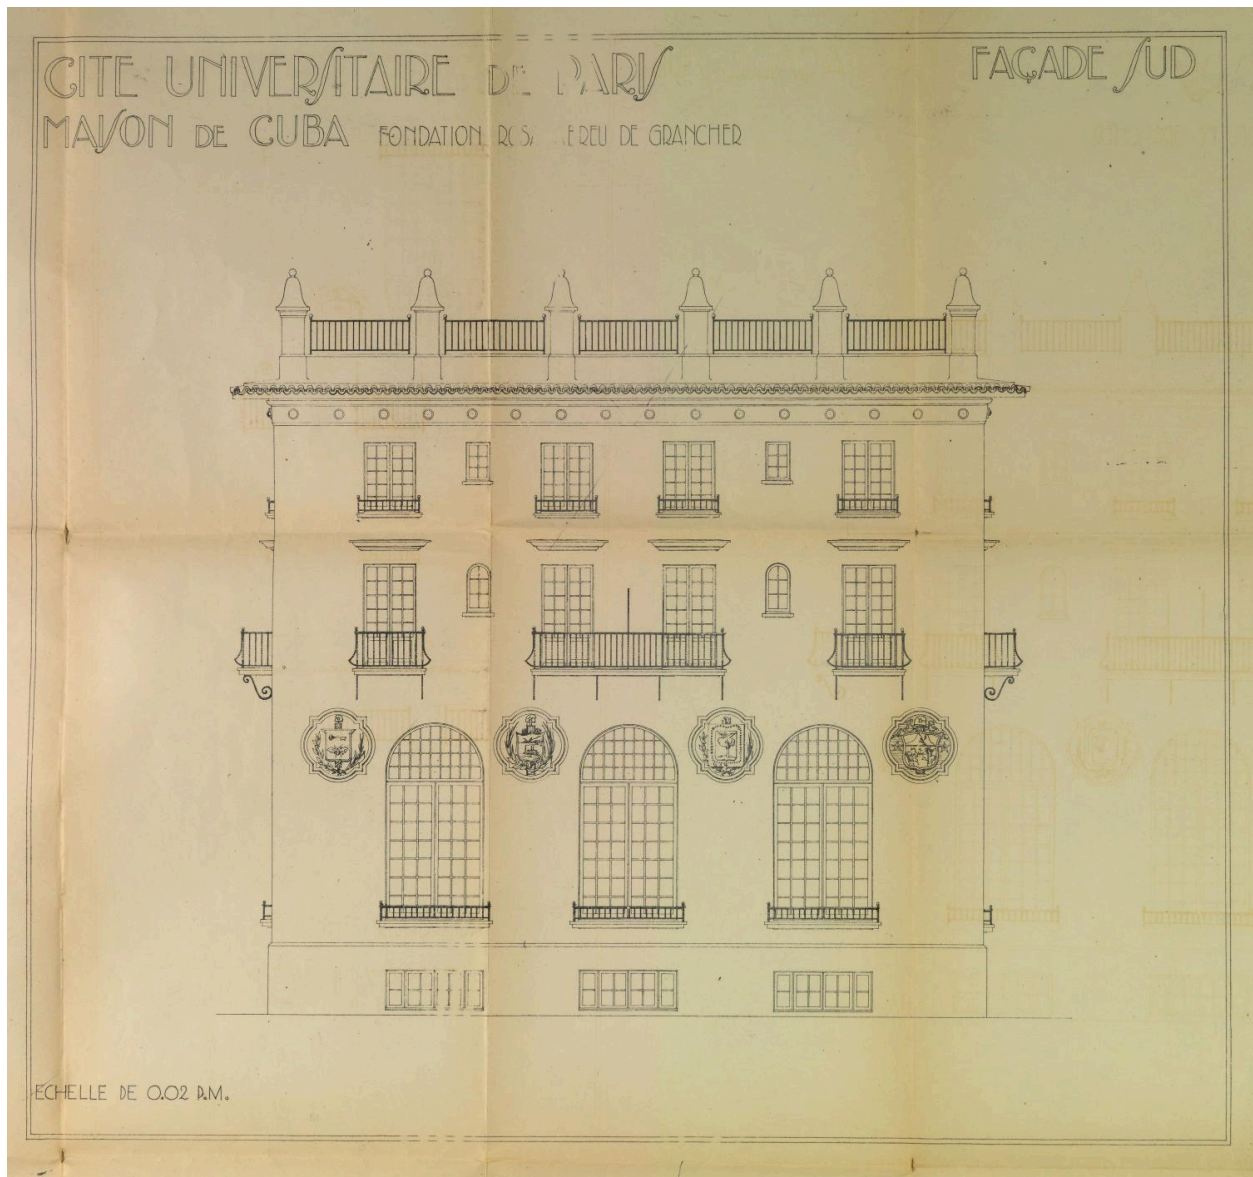 CITE UNIVERSITAIRE DE PARIS
FAÇADE SUD
MAISON DE CUBA FONDATION DE GRANCHER
ECHELLE DE 0.02 P.M.